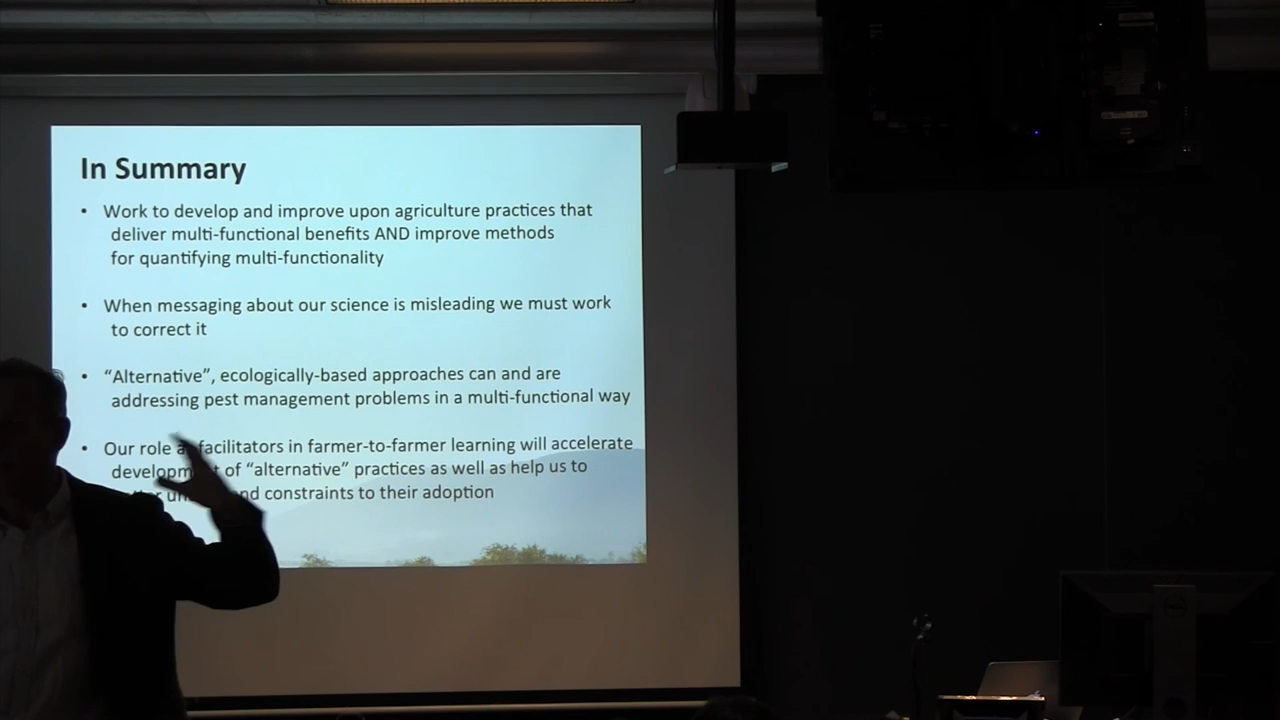 In Summary
• Work to develop and improve upon agriculture practices that
deliver multi-functional benefits AND improve methods
for quantifying multi-functionality
• When messaging about our science is misleading we must work
to correct it
• “Alternative”, ecologically-based approaches can and are
addressing pest management problems in a multi-functional way
• Our role facilitators in farmer-to-farmer learning will accelerate
development of “alternative” practices as well as help us to
constraints to their adoption